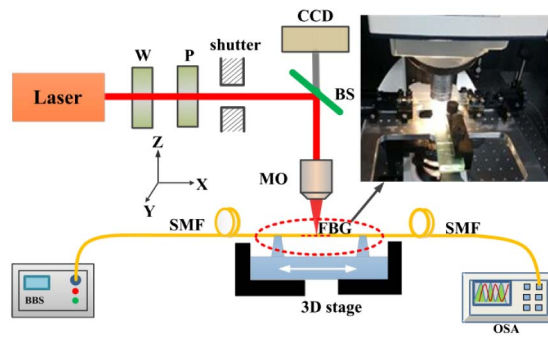 CCD
W
P
shutter
Laser
BS
Z
X
Y
MO
SMF
FBG
SMF
BBS
3D stage
OSA